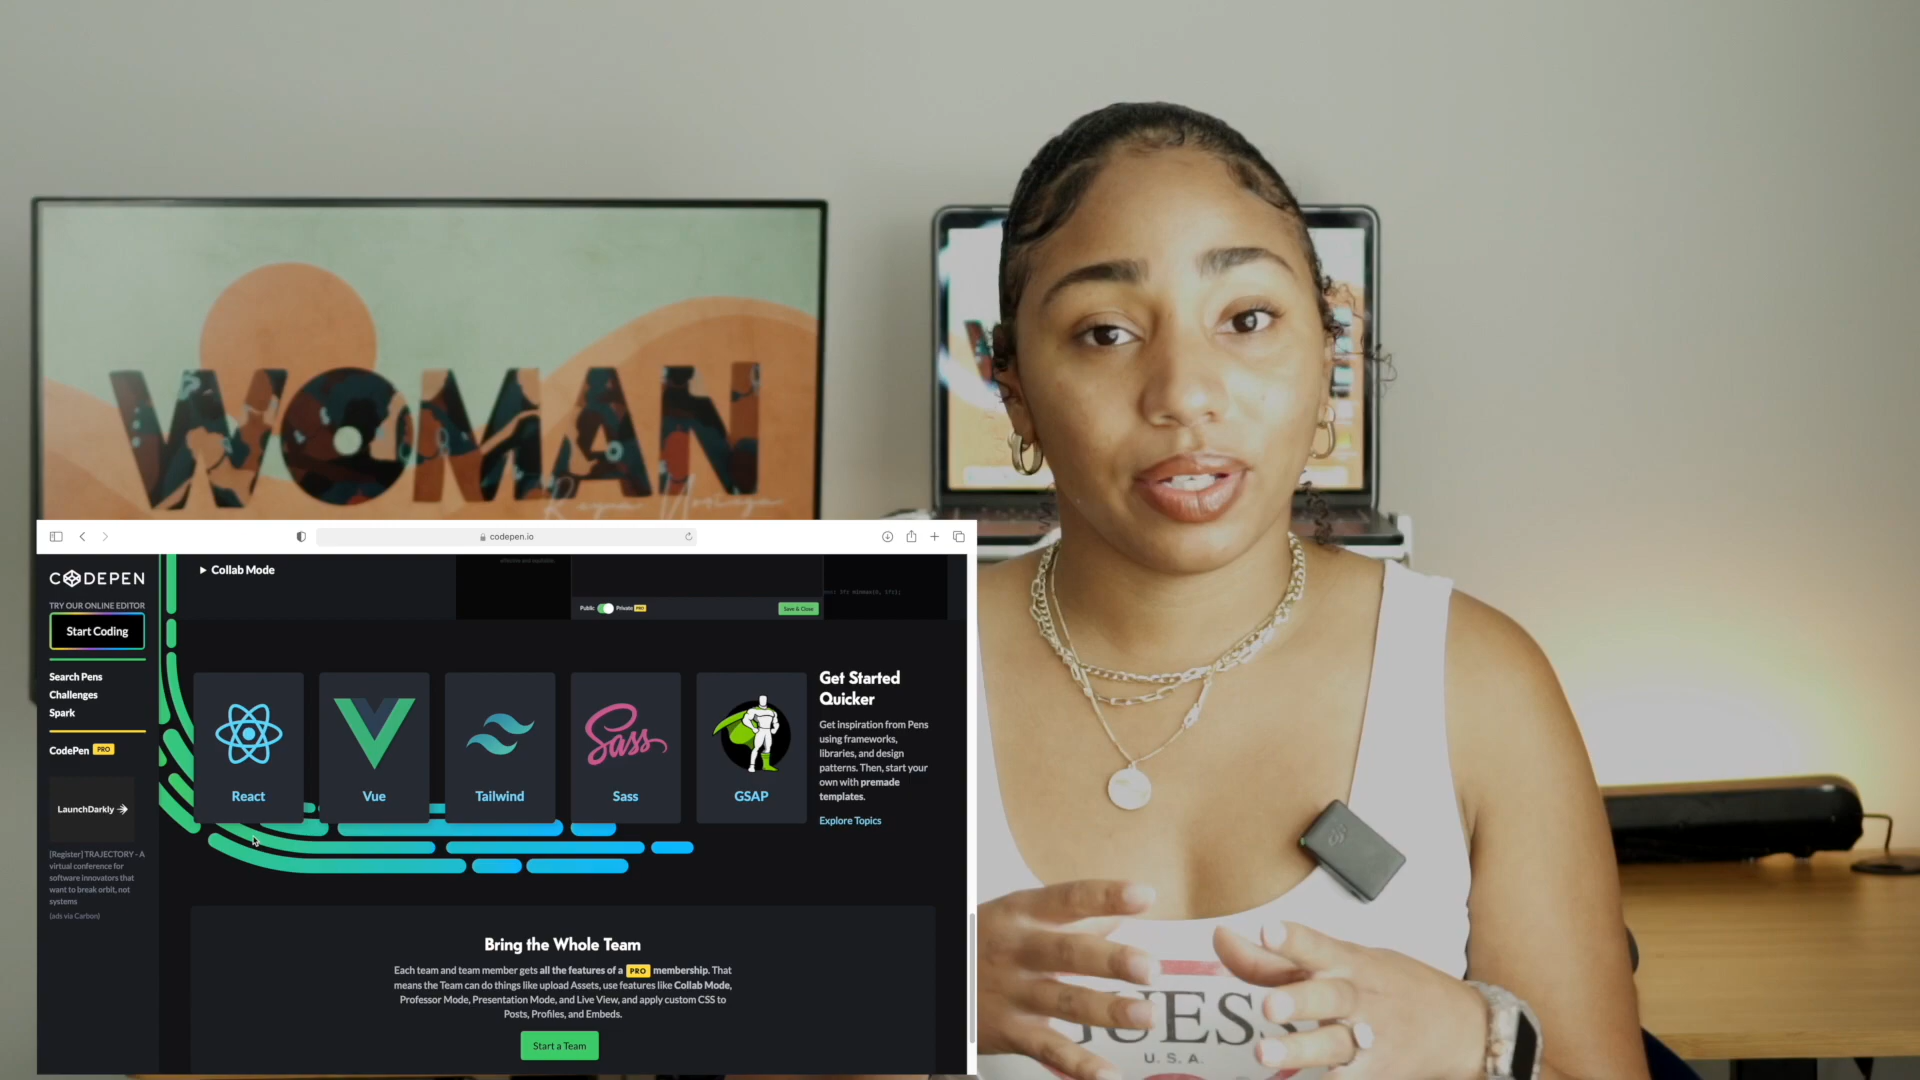 WOMAN
codepen.io
CODEPEN
TRY OUR ONLINE EDITOR
Start Coding
Search Pens
Challenges
Spark
CodePen PRO
LaunchDarkly
[Register] TRAJECTORY - A
virtual conference for
software innovators that
want to break orbit, not
systems
(ads via Carbon)
Collab Mode
Public Private PRO
Save & Close
React
Vue
Tailwind
Sass
Sass
GSAP
Get Started
Quicker
Get inspiration from Pens
using frameworks,
libraries, and design
patterns. Then, start your
own with premade
templates.
Explore Topics
Bring the Whole Team
Each team and team member gets all the features of a PRO membership. That
means the Team can do things like upload Assets, use features like Collab Mode,
Professor Mode, Presentation Mode, and Live View, and apply custom CSS to
Posts, Profiles, and Embeds.
Start a Team
GUESS
U.S.A.